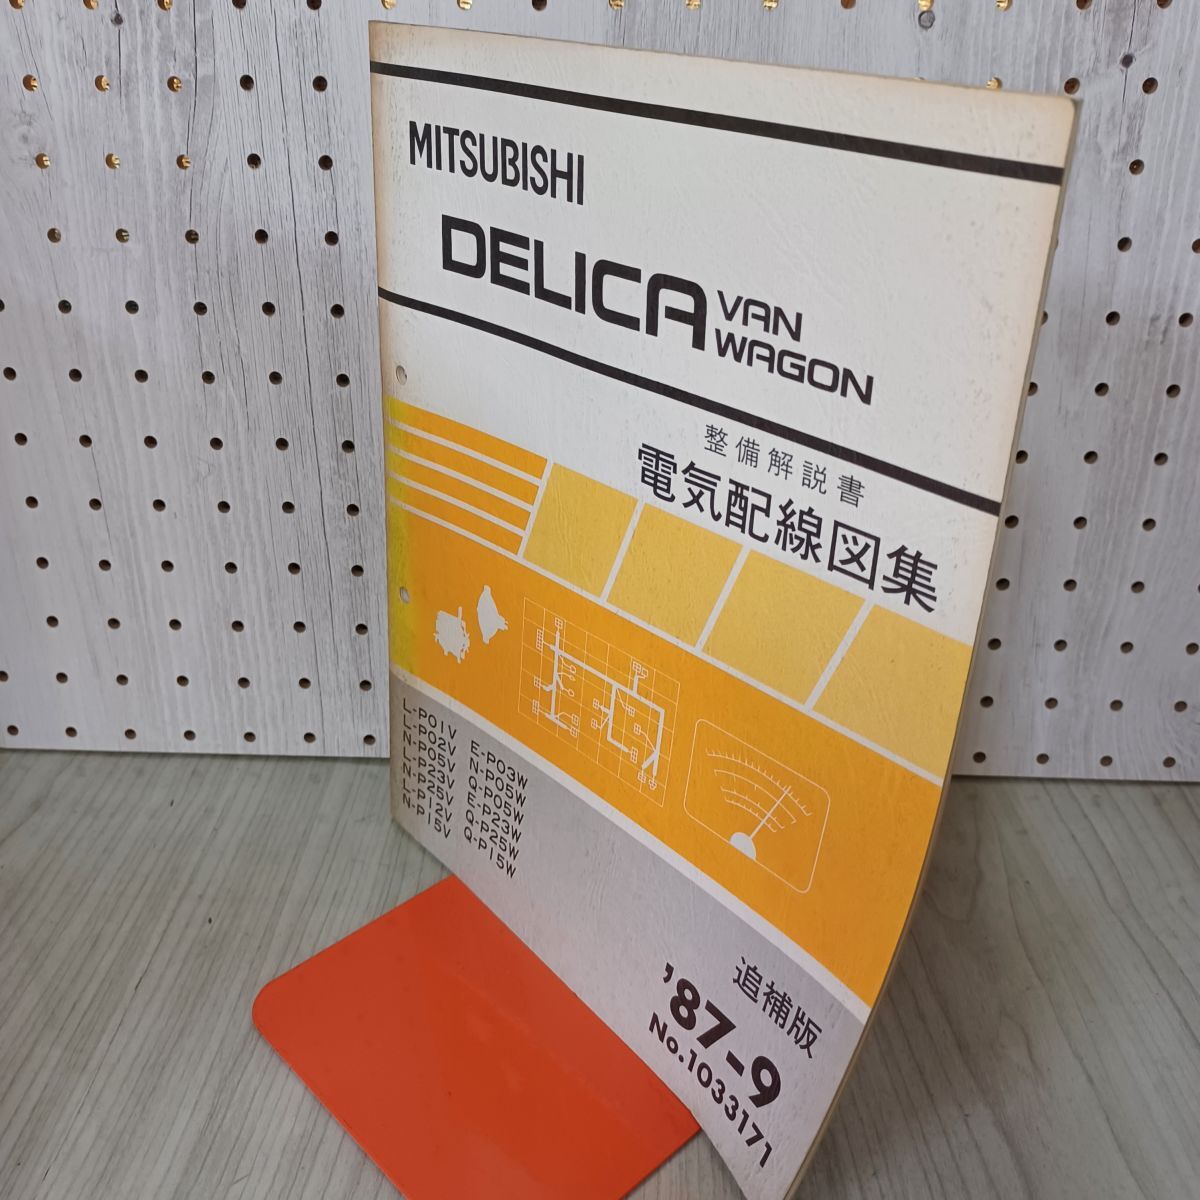 MITSUBISHI
DELICA VAN
WAGON
整備解説書
電気配線図集
L-P01V
L-P02V
N-P05V
L-P23V
N-P25V
L-P12V
N-P15V
E-P03W
N-P05W
Q-P05W
E-P23W
Q-P25W
Q-P15W
追補版
'87-9
No.1033171